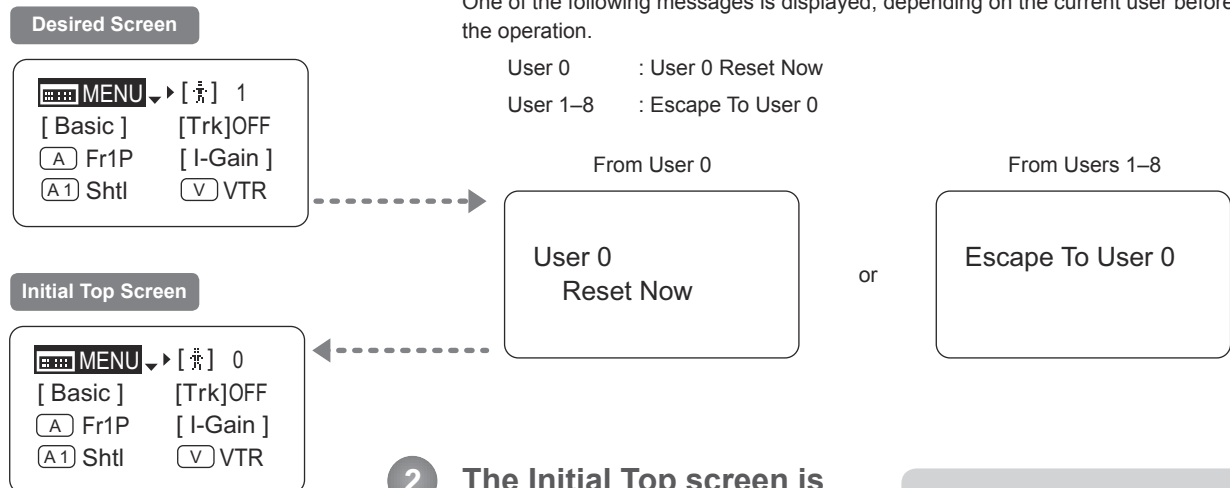 One of the following messages is displayed, depending on the current user before
the operation.
User 0 : User 0 Reset Now
User 1–8 : Escape To User 0
Desired Screen
MENU [ ] 1
[ Basic ] [Trk]OFF
A Fr1P [ I-Gain ]
A1 Shtl V VTR
From User 0
User 0
Reset Now
or
From Users 1–8
Escape To User 0
Initial Top Screen
MENU [ ] 0
[ Basic ] [Trk]OFF
A Fr1P [ I-Gain ]
A1 Shtl V VTR
2 The Initial Top screen is